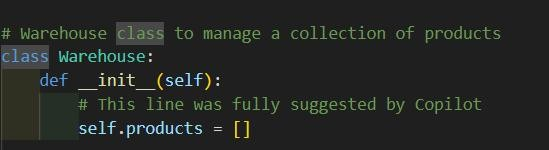 # Warehouse class to manage a collection of products
class Warehouse:
    def __init__(self):
        # This line was fully suggested by Copilot
        self.products = []